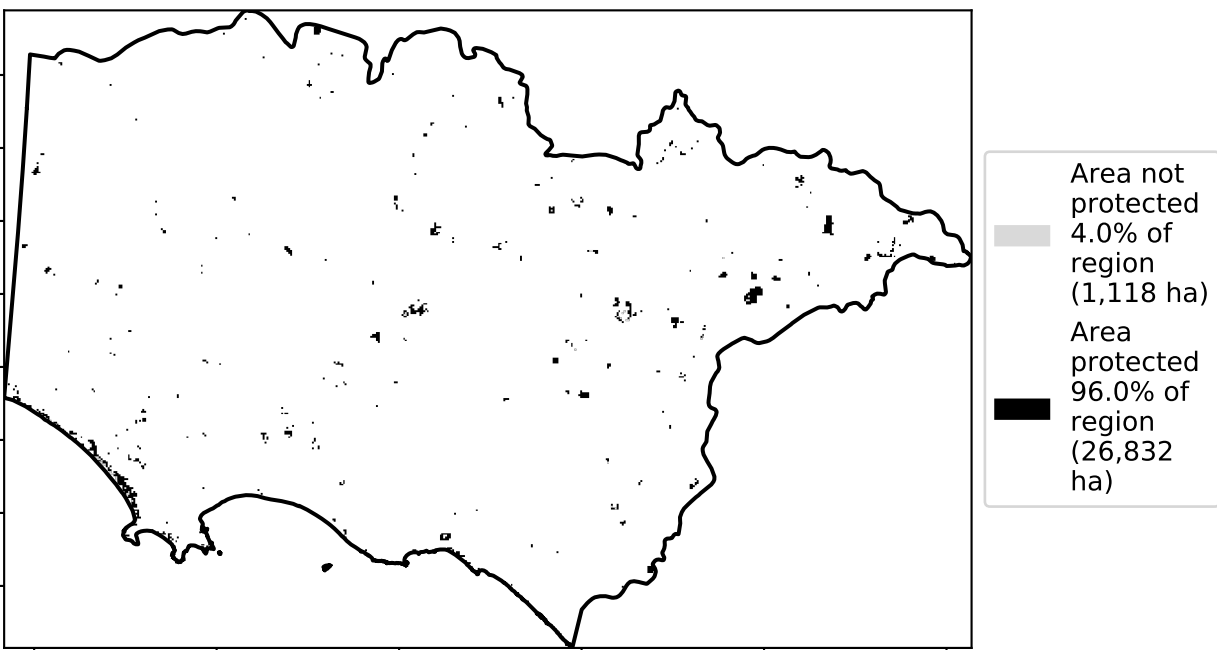 Area not
protected
4.0% of
region
(1,118 ha)
Area
protected
96.0% of
region
(26,832
ha)